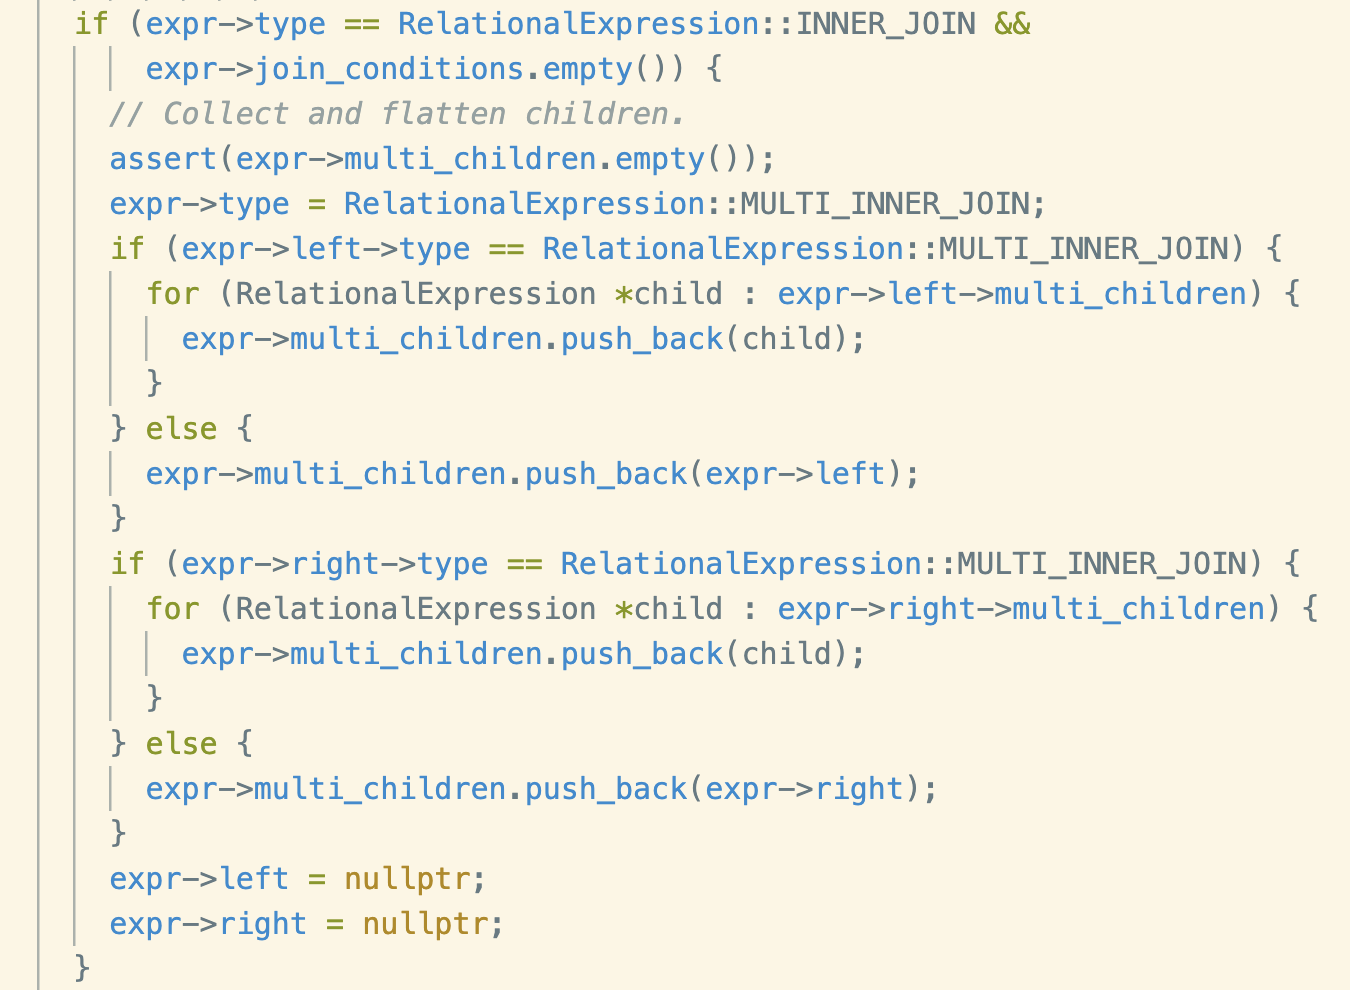 if (expr->type == RelationalExpression::INNER_JOIN &&
expr->join_conditions.empty()) {
// Collect and flatten children.
assert(expr->multi_children.empty());
expr->type = RelationalExpression::MULTI_INNER_JOIN;
if (expr->left->type == RelationalExpression::MULTI_INNER_JOIN) {
for (RelationalExpression *child : expr->left->multi_children) {
expr->multi_children.push_back(child);
}
} else {
expr->multi_children.push_back(expr->left);
}
if (expr->right->type == RelationalExpression::MULTI_INNER_JOIN) {
for (RelationalExpression *child : expr->right->multi_children) {
expr->multi_children.push_back(child);
}
} else {
expr->multi_children.push_back(expr->right);
}
expr->left = nullptr;
expr->right = nullptr;
}